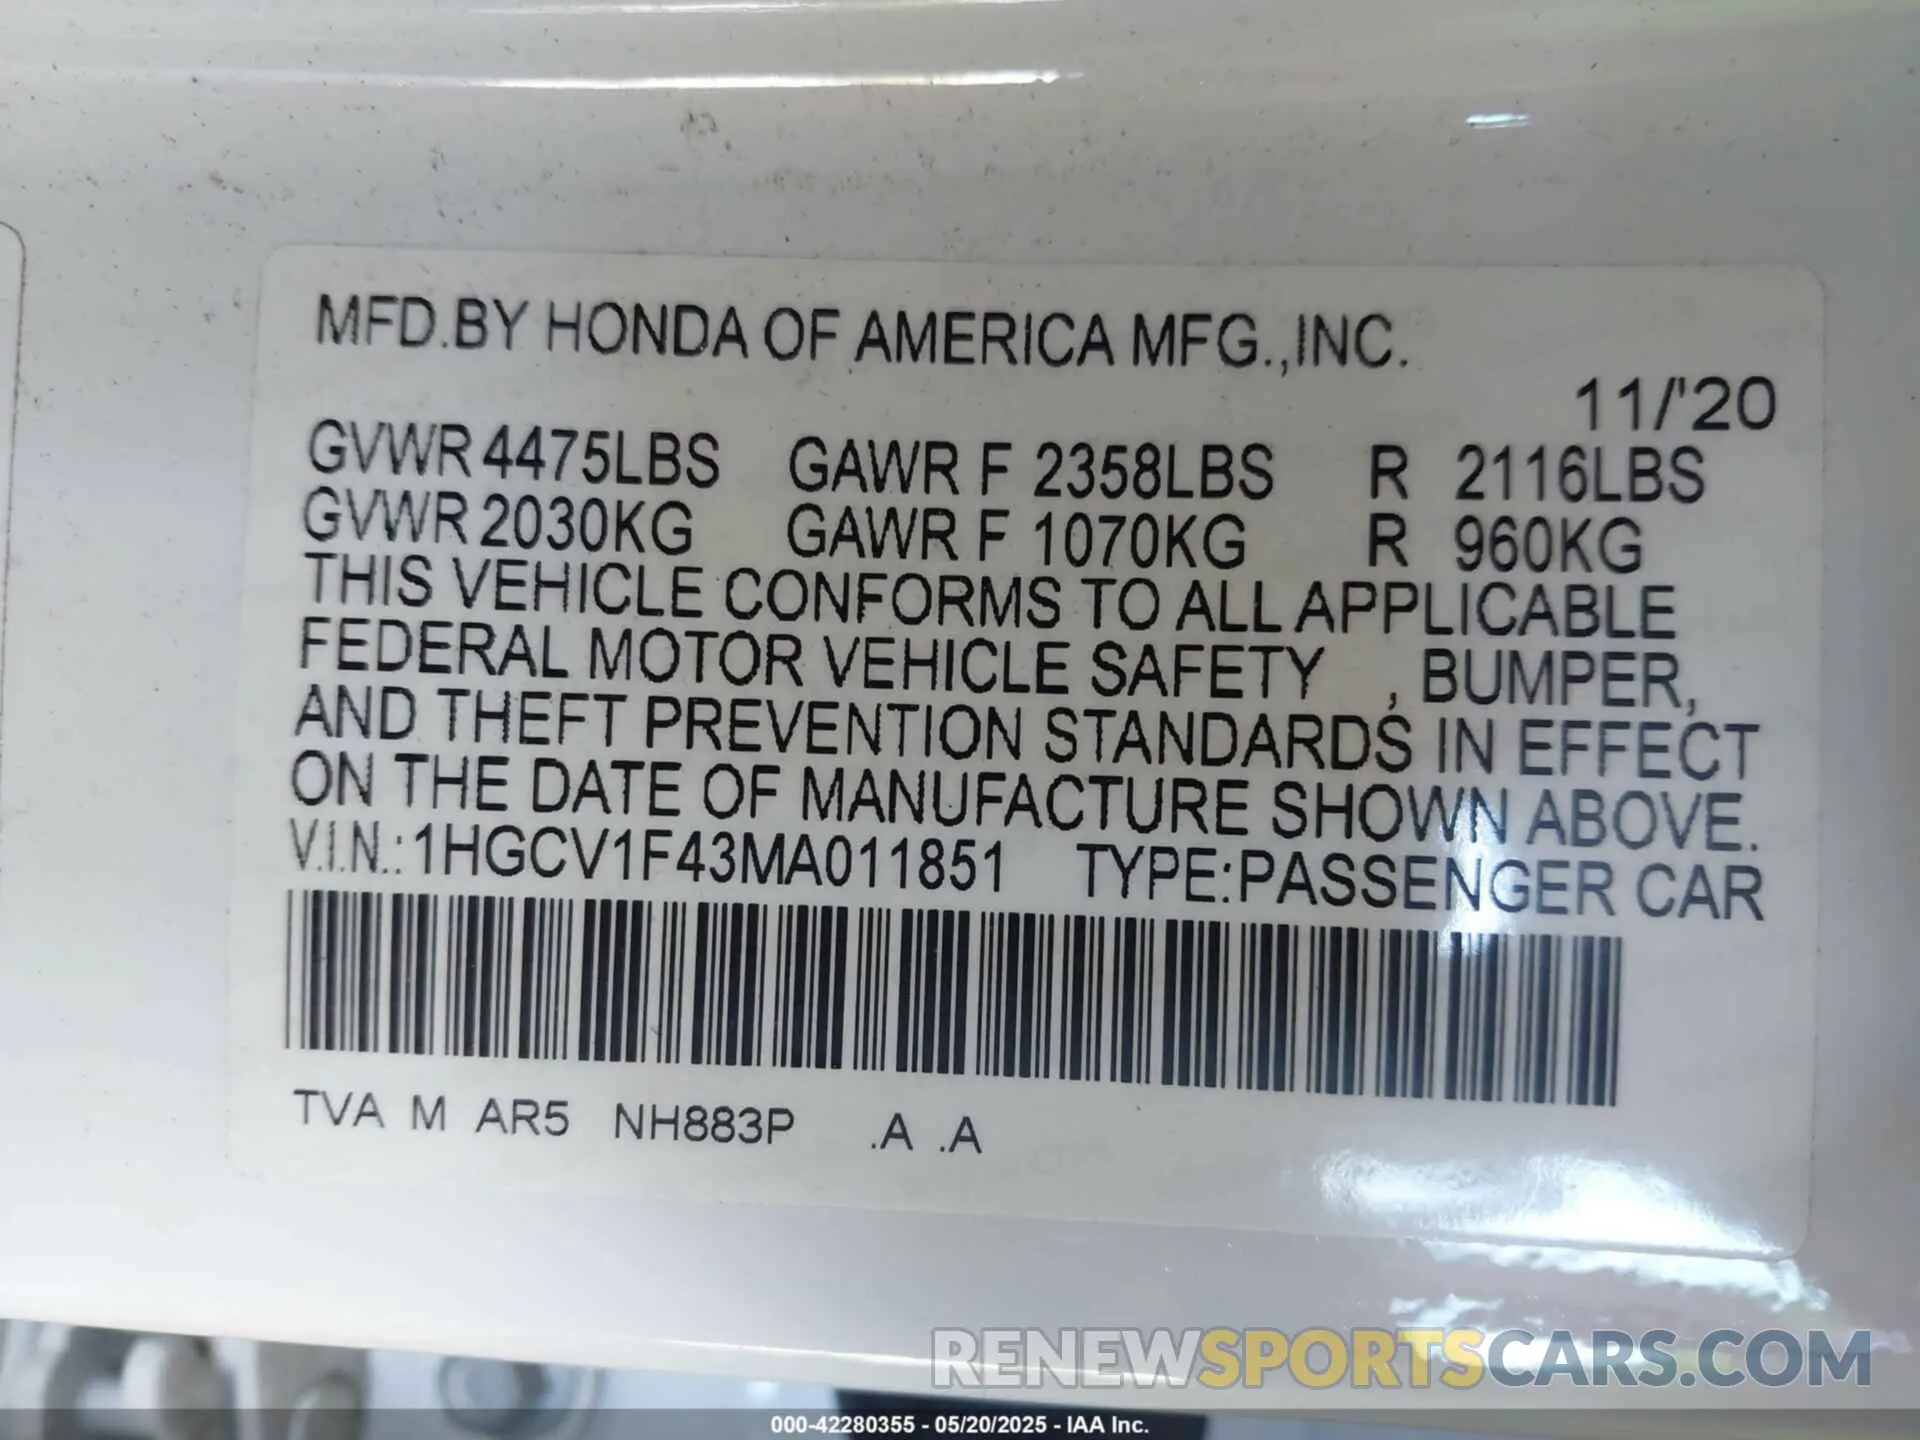 MFD.BY HONDA OF AMERICA MFG.,INC.
11/'20
GVWR 4475LBS GAWR F 2358LBS R 2116LBS
GVWR 2030KG GAWR F 1070KG R 960KG
THIS VEHICLE CONFORMS TO ALL APPLICABLE
FEDERAL MOTOR VEHICLE SAFETY , BUMPER,
AND THEFT PREVENTION STANDARDS IN EFFECT
ON THE DATE OF MANUFACTURE SHOWN ABOVE.
V.I.N.:1HGCV1F43MA011851 TYPE:PASSENGER CAR
TVA M AR5 NH883P .A .A
RENEWSPORTSCARS.COM
000-42280355 - 05/20/2025 - IAA Inc.